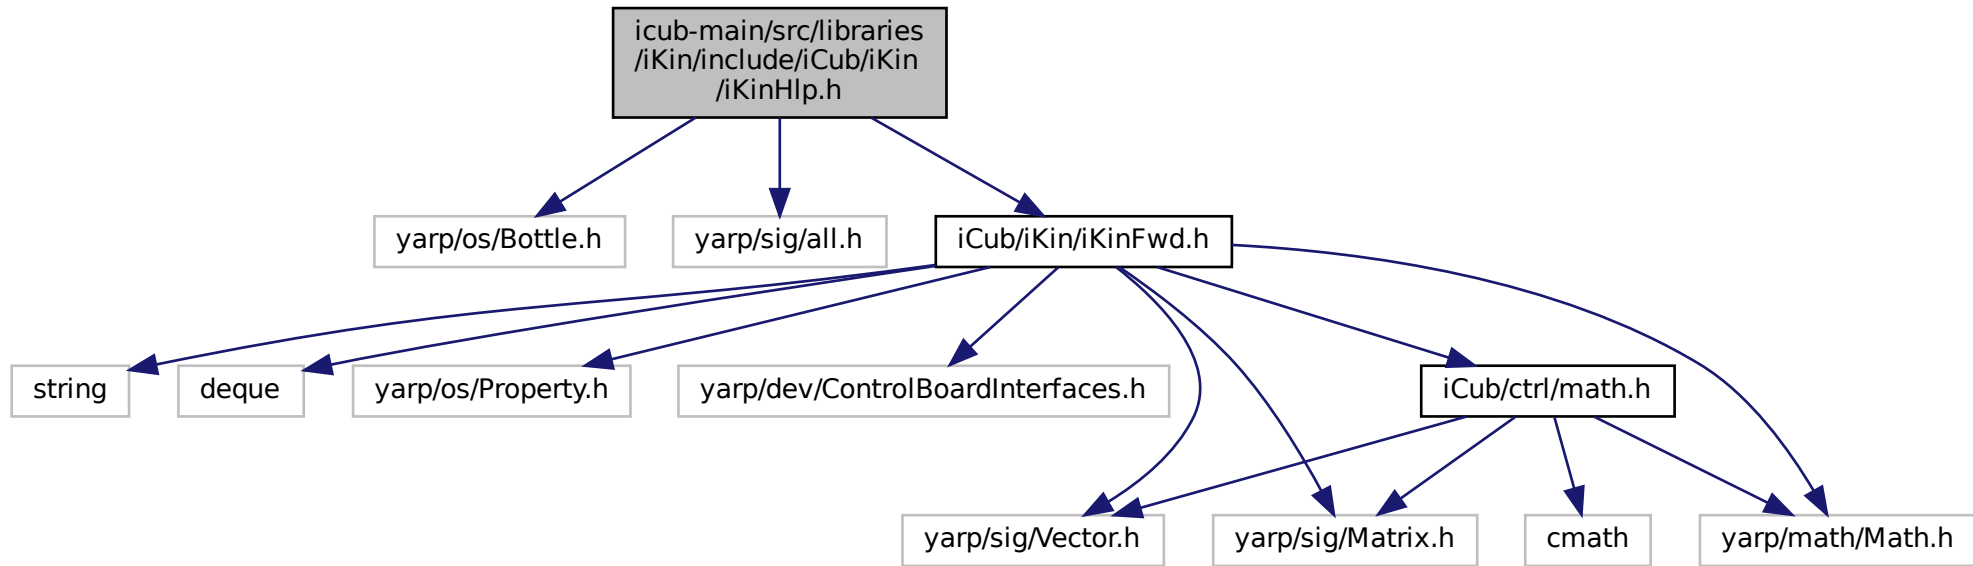 icub-main/src/libraries
/iKin/include/iCub/iKin
/iKinHlp.h
yarp/os/Bottle.h
yarp/sig/all.h
iCub/iKin/iKinFwd.h
string
deque
yarp/os/Property.h
yarp/dev/ControlBoardInterfaces.h
iCub/ctrl/math.h
yarp/sig/Vector.h
yarp/sig/Matrix.h
cmath
yarp/math/Math.h